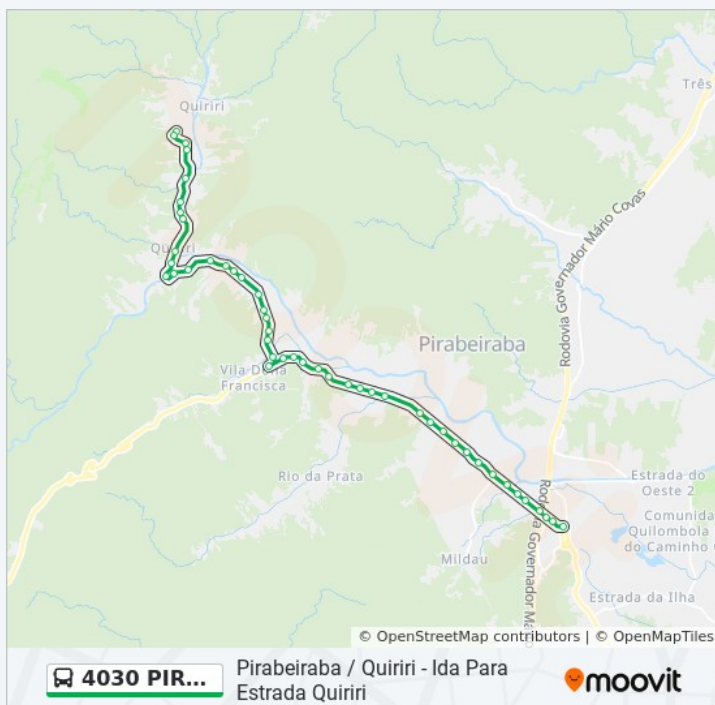 Quiriri
Três
Rodovia Governador Mário Covas
Quiriri
Pirabeiraba
Vila Dona
Francisca
Rio da Prata
Estrada do
Oeste 2
Comunida
Quilombola
do Caminho C
Mildau
Estrada da Ilha
© OpenStreetMap contributors | © OpenMapTiles
4030 PIR...
Pirabeiraba / Quiriri - Ida Para
Estrada Quiriri
moovit